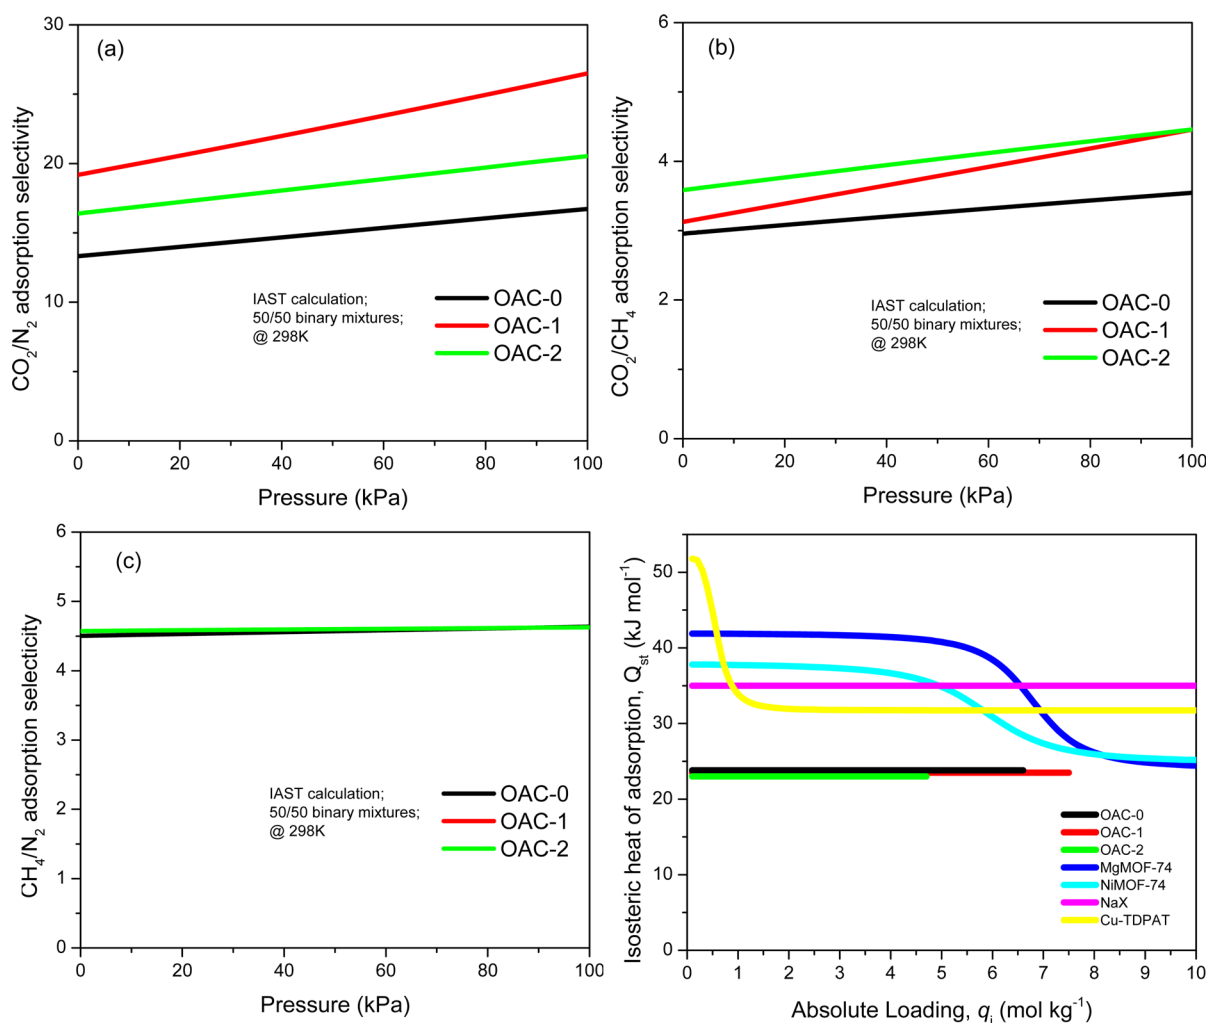 (a)
CO2/N2 adsorption selectivity
30
20
10
0
IAST calculation;
50/50 binary mixtures;
@ 298K
OAC-0
OAC-1
OAC-2
0 20 40 60 80 100
Pressure (kPa)
(b)
CO2/CH4 adsorption selectivity
6
4
2
0
IAST calculation;
50/50 binary mixtures;
@ 298K
OAC-0
OAC-1
OAC-2
0 20 40 60 80 100
Pressure (kPa)
(c)
CH4/N2 adsorption selecticity
6
5
4
3
2
1
0
IAST calculation;
50/50 binary mixtures;
@ 298K
OAC-0
OAC-1
OAC-2
0 20 40 60 80 100
Pressure (kPa)
Isosteric heat of adsorption, Qst (kJ mol-1)
50
40
30
20
10
0
OAC-0
OAC-1
OAC-2
MgMOF-74
NiMOF-74
NaX
Cu-TDPAT
0 1 2 3 4 5 6 7 8 9 10
Absolute Loading, qi (mol kg-1)